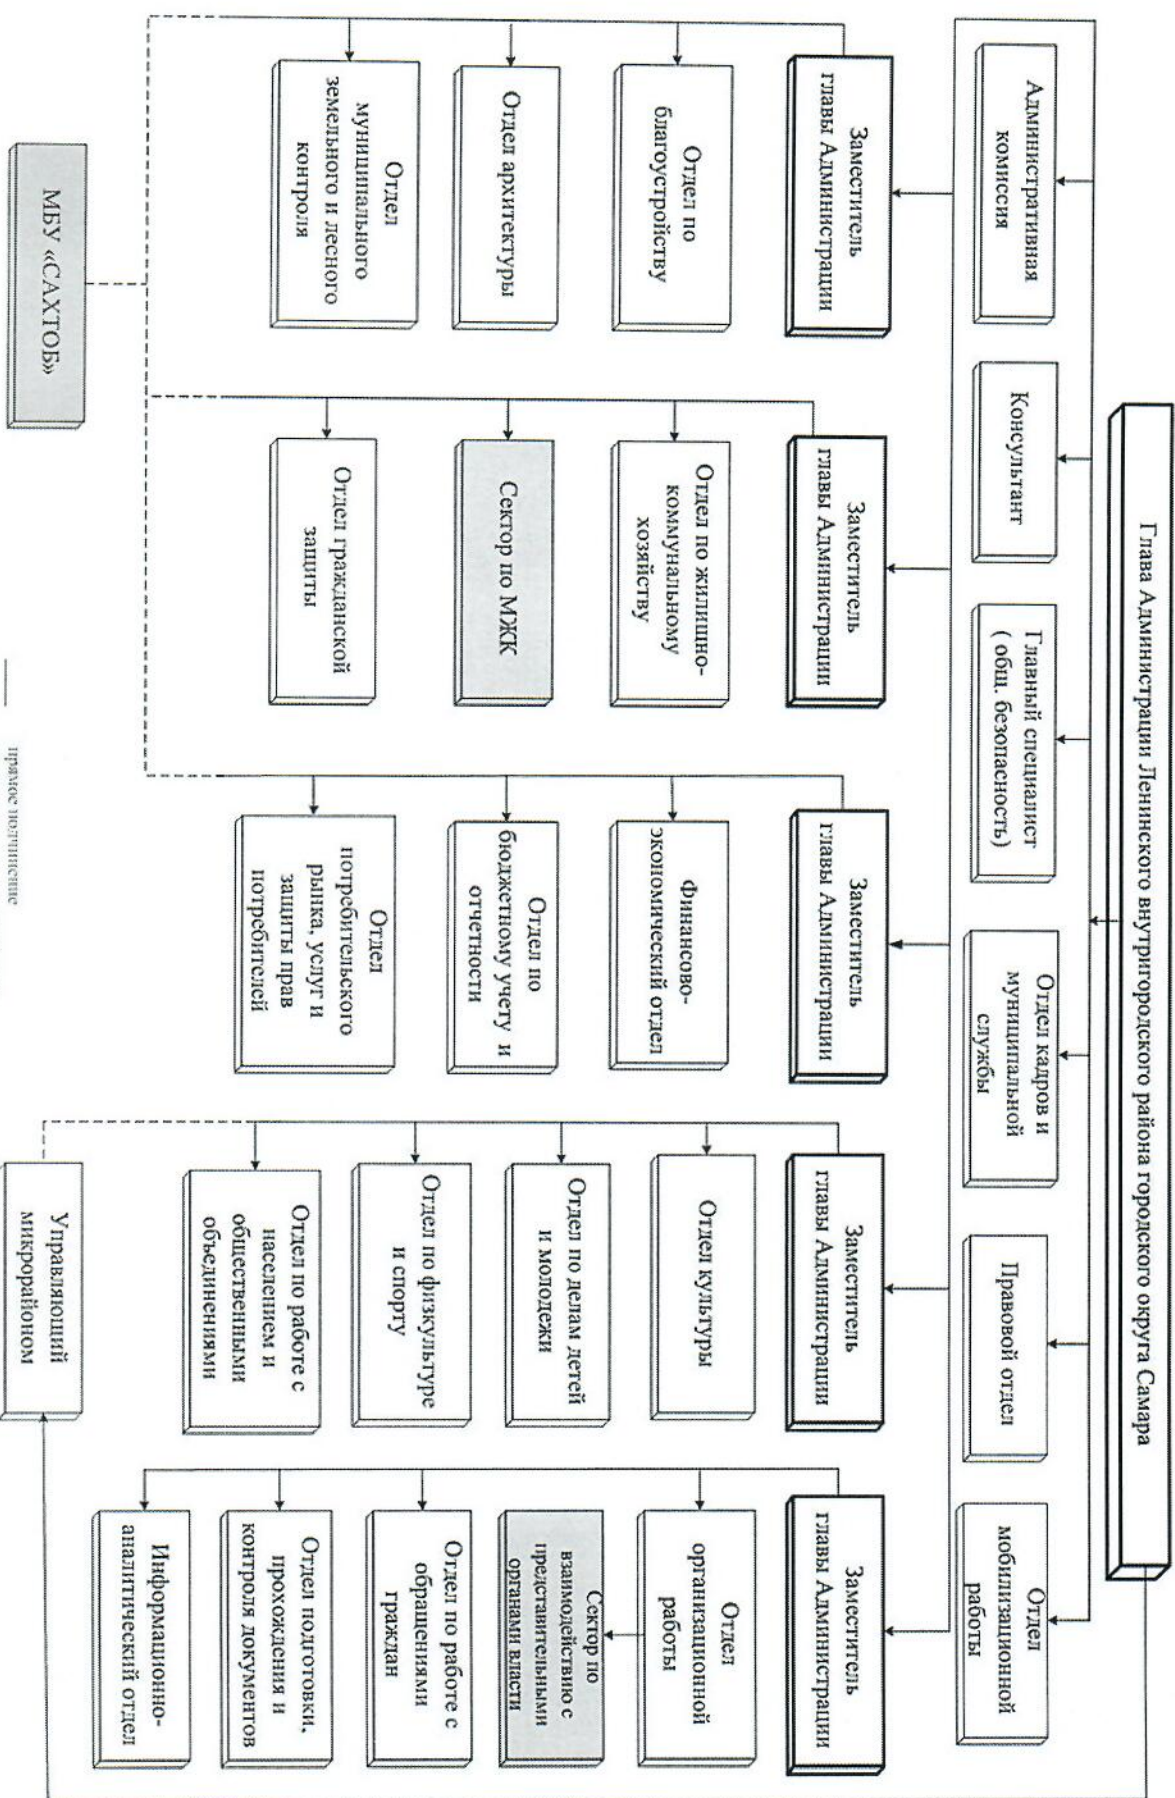 Глава Администрации Ленинского внутригородского района городского округа Самара
Административная
комиссия
Консультант
Главный специалист
( общ. безопасность)
Отдел кадров и
муниципальной
службы
Правовой отдел
Отдел
мобилизационной
работы
Заместитель
главы Администрации
Заместитель
главы Администрации
Заместитель
главы Администрации
Заместитель
главы Администрации
Заместитель
главы Администрации
Отдел по
благоустройству
Отдел архитектуры
Отдел
муниципального
земельного и лесного
контроля
Отдел по жилищно-
коммунальному
хозяйству
Сектор по МЖК
Отдел гражданской
защиты
Финансово-
экономический отдел
Отдел по
бюджетному учету и
отчетности
Отдел
потребительского
рынка, услуг и
защиты прав
потребителей
Отдел культуры
Отдел по делам детей
и молодежи
Отдел по физкультуре
и спорту
Отдел по работе с
населением и
общественными
объединениями
Отдел
организационной
работы
Сектор по
взаимодействию с
представительными
органами власти
Отдел по работе с
обращениями
граждан
Отдел подготовки,
прохождения и
контроля документов
Информационно-
аналитический отдел
МБУ «САХТОБ»
Управляющий
микрорайоном
прямое подчинение